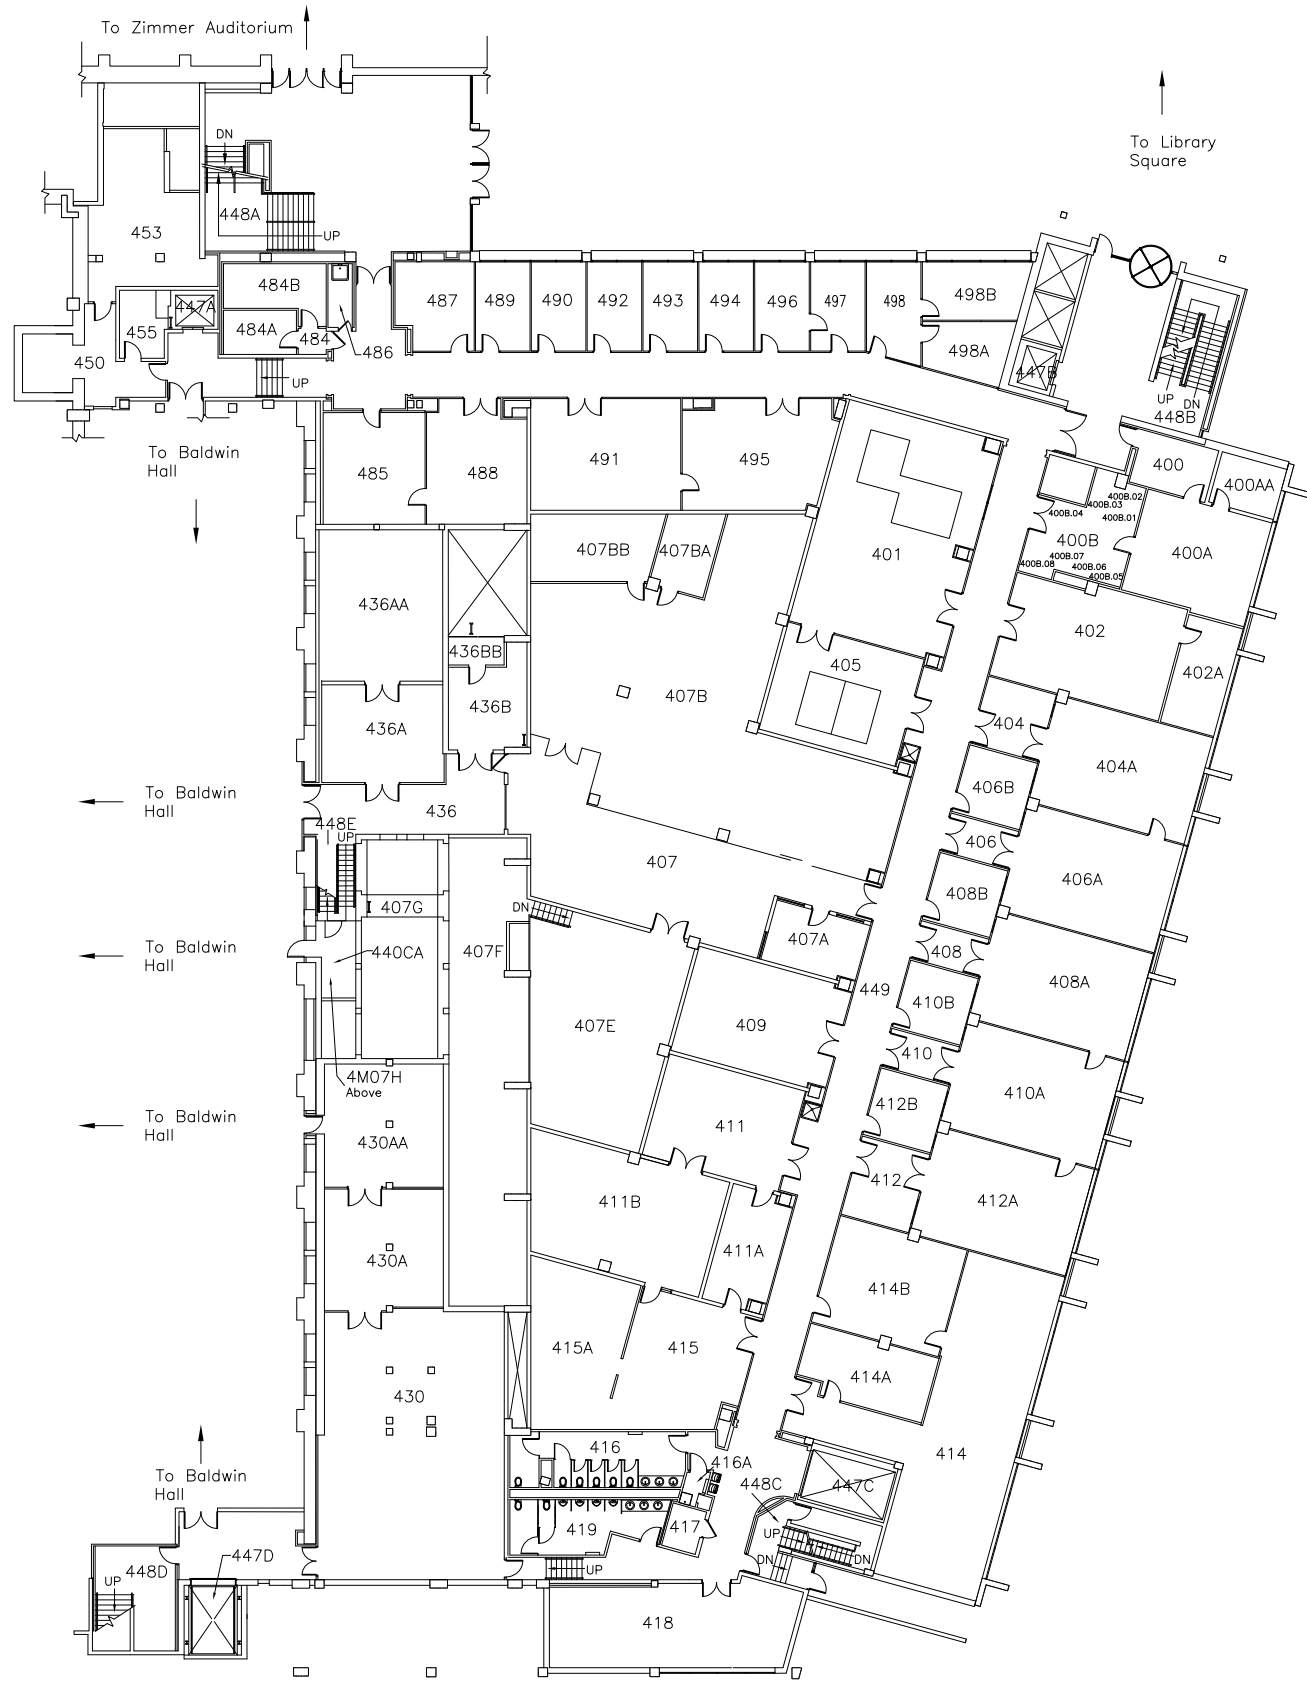 To Zimmer Auditorium
To Library
Square
DN
448A
UP
453
484B
447A
484A
484
486
455
450
UP
487
489
490
492
493
494
496
497
498
498B
498A
447B
UP
DN
448B
To Baldwin
Hall
485
488
491
495
400
400AA
400B.02
400B.03
400B.04
400B.01
400B
400A
400B.07
400B.08
400B.06
400B.05
401
407BB
407BA
436AA
436BB
436B
436A
407B
405
402
402A
404
404A
406B
To Baldwin
Hall
436
448E
UP
407
406
406A
408B
407G
DN
407A
440CA
407F
408
408A
To Baldwin
Hall
449
410B
407E
409
410
410A
4M07H
Above
412B
To Baldwin
Hall
430AA
411
412
412A
411B
411A
430A
414B
415A
415
414A
430
416
416A
414
To Baldwin
Hall
448C
447C
419
417
UP
DN
DN
447D
448D
UP
UP
418